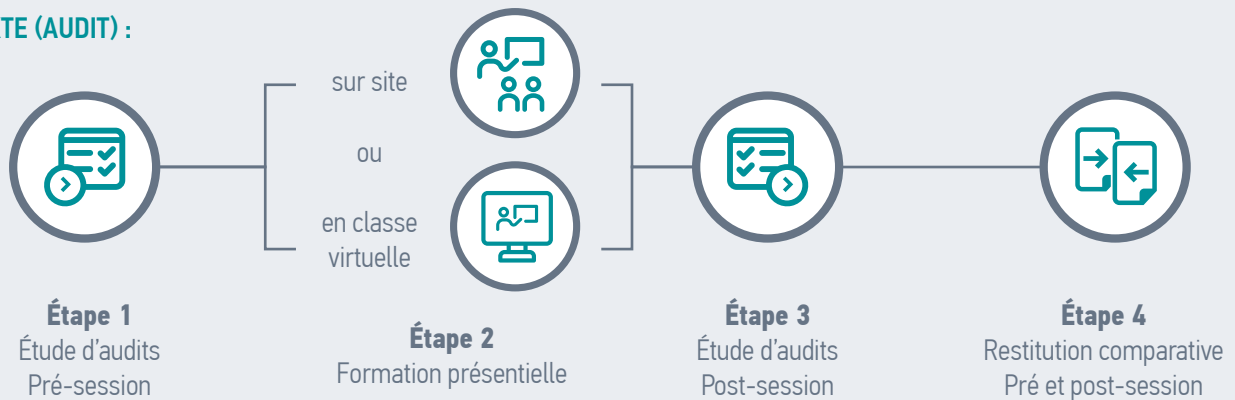 TE (AUDIT) :
sur site
ou
en classe
virtuelle
Étape 1
Étude d'audits
Pré-session
Étape 2
Formation présentielle
Étape 3
Étude d'audits
Post-session
Étape 4
Restitution comparative
Pré et post-session